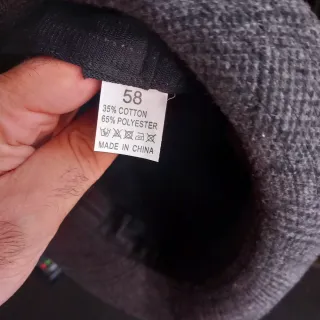 58
35% COTTON
65% POLYESTER
MADE IN CHINA